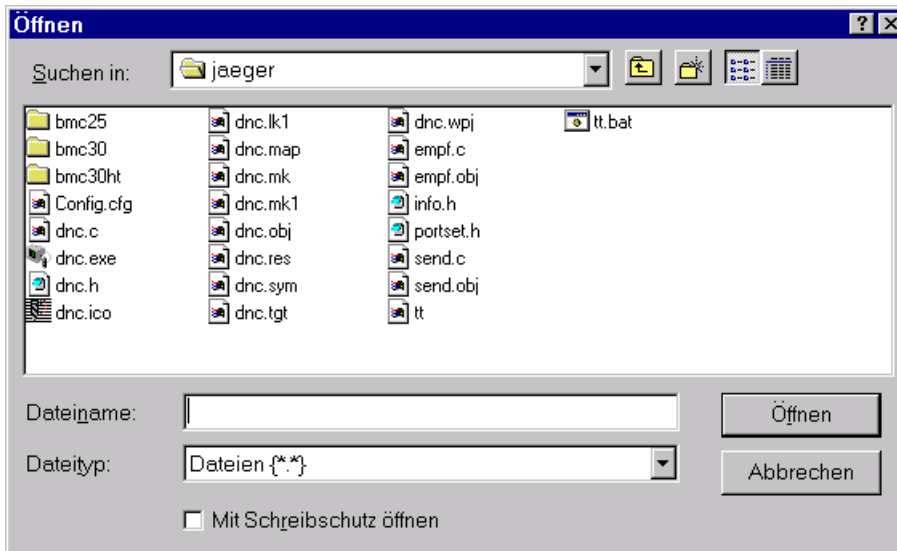 Öffnen
Suchen in: jaeger
bmc25 dnc.lk1 dnc.wpj tt.bat
bmc30 dnc.map empf.c
bmc30ht dnc.mk empf.obj
Config.cfg dnc.mk1 info.h
dnc.c dnc.obj portset.h
dnc.exe dnc.res send.c
dnc.h dnc.sym send.obj
dnc.ico dnc.tgt tt
Dateiname: Öffnen
Dateityp: Dateien {*.*} Abbrechen
Mit Schreibschutz öffnen